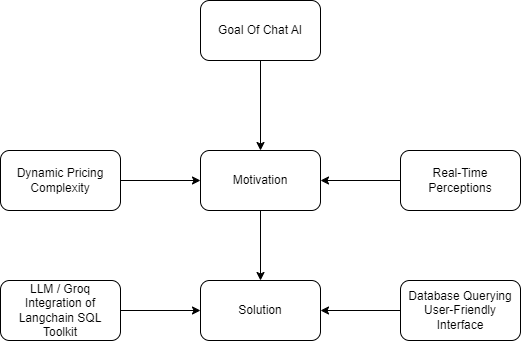 Goal Of Chat AI
Dynamic Pricing
Complexity
Motivation
Real-Time
Perceptions
LLM / Groq
Integration of
Langchain SQL
Toolkit
Solution
Database Querying
User-Friendly
Interface